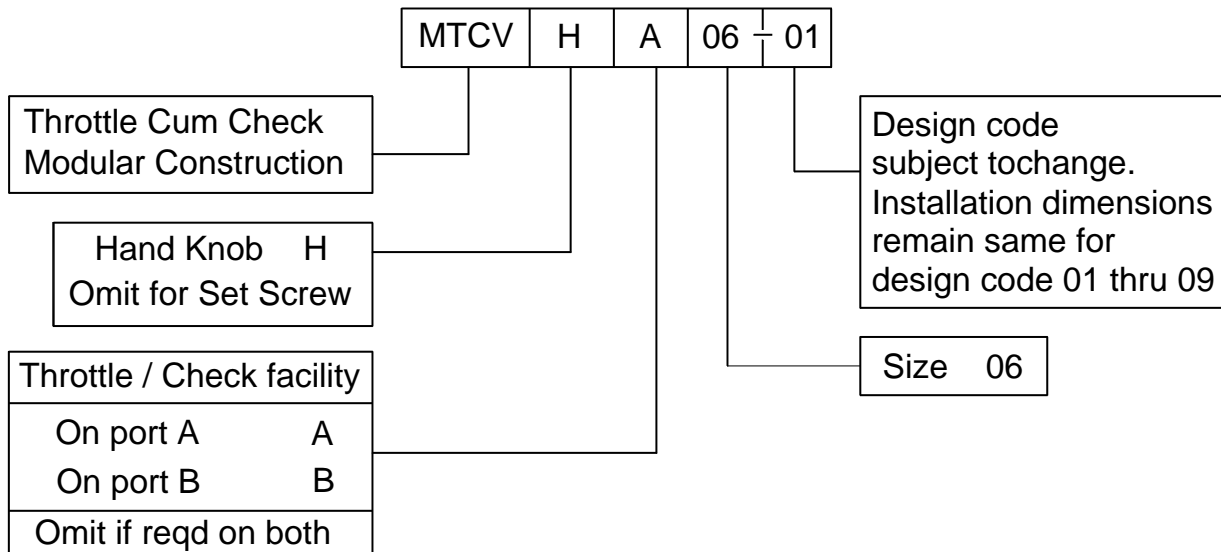 MTCV H A 06 - 01
Throttle Cum Check
Modular Construction
Hand Knob H
Omit for Set Screw
Throttle / Check facility
On port A A
On port B B
Omit if reqd on both
Design code
subject tochange.
Installation dimensions
remain same for
design code 01 thru 09
Size 06